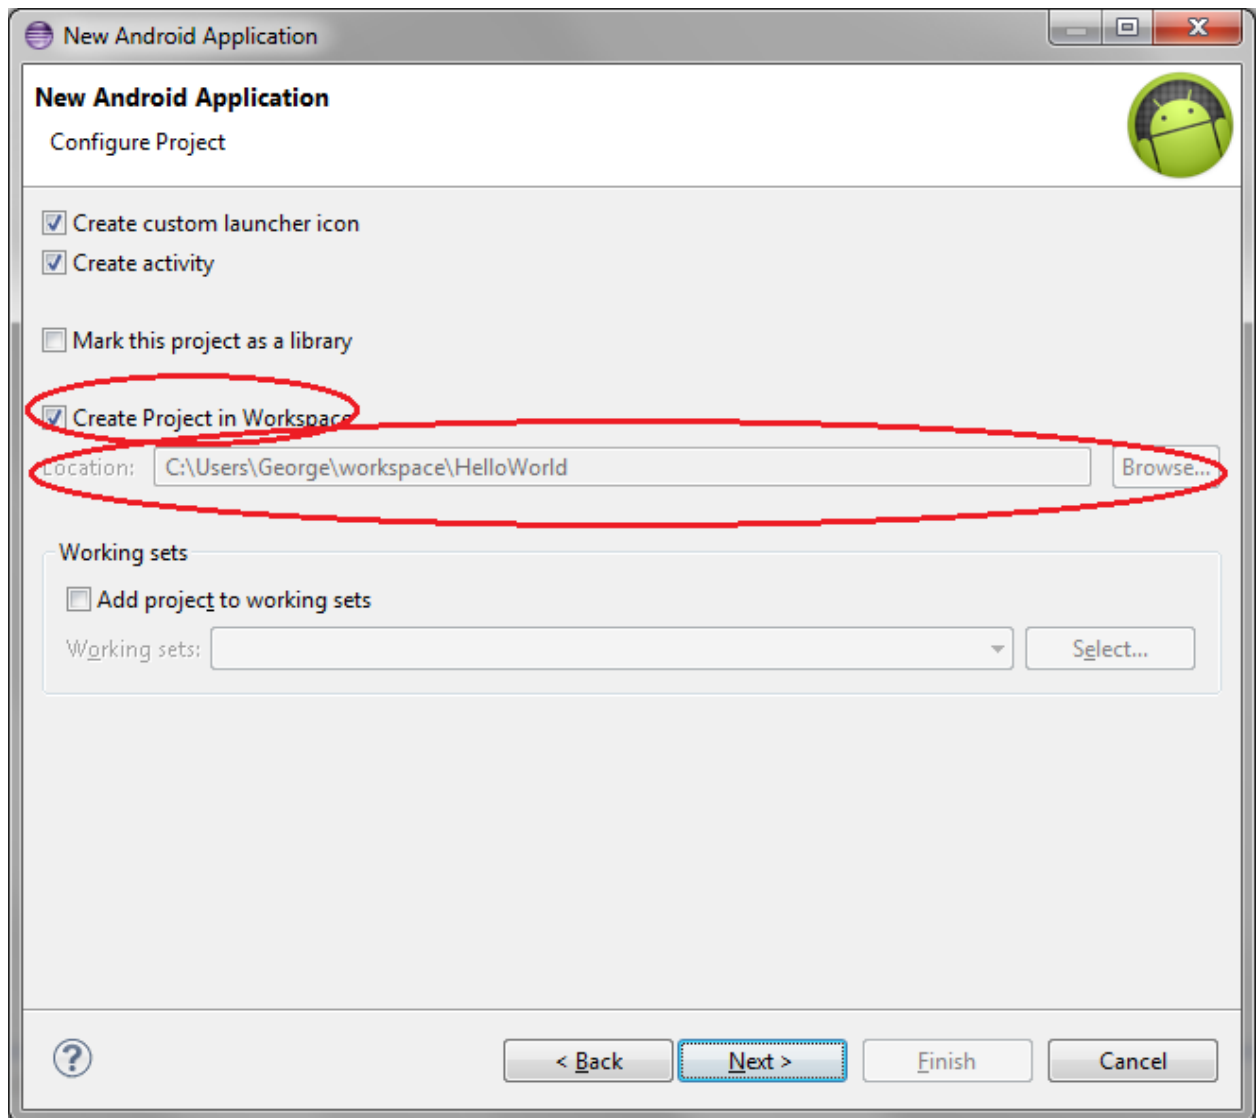 New Android Application
New Android Application
Configure Project
Create custom launcher icon
Create activity
Mark this project as a library
Create Project in Workspace
Location: C:\Users\George\workspace\HelloWorld Browse...
Working sets
Add project to working sets
Working sets: Select...
? < Back Next > Finish Cancel